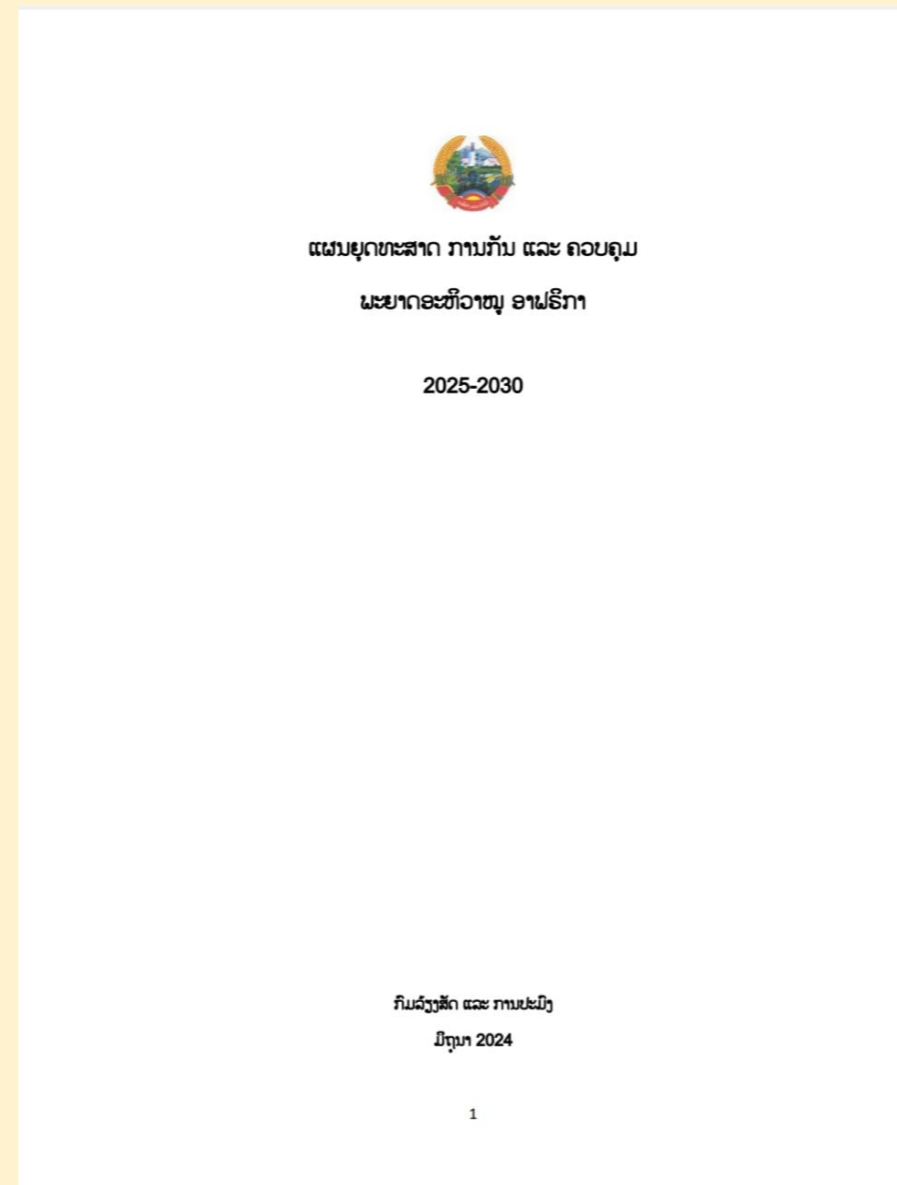 ແຜນຍຸດທະສາດ ການກັນ ແລະ ຄວບຄຸມ
ພະຍາດອະຫິວາໝູ ອາຟຣິກາ
2025-2030
ກົມລ້ຽງສັດ ແລະ ການປະມົງ
ມິຖຸນາ 2024
1